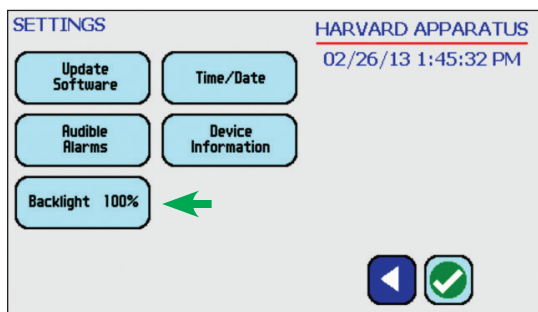 SETTINGS
HARVARD APPARATUS
02/26/13 1:45:32 PM
Update
Software
Time/Date
Audible
Alarms
Device
Information
Backlight 100%